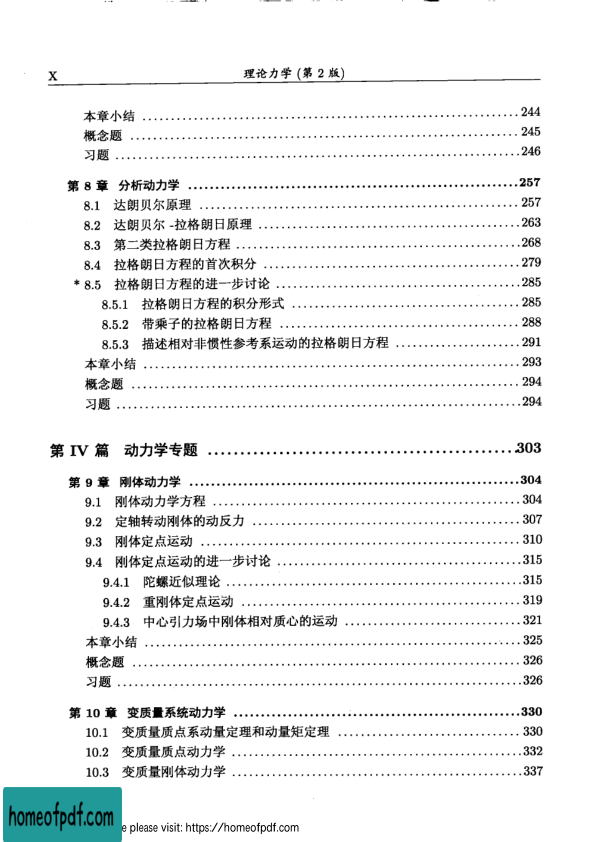 X 理论力学 (第 2 版)
本章小结 244
概念题 245
习题 246
第 8 章 分析动力学 257
8.1 达朗贝尔原理 257
8.2 达朗贝尔 -拉格朗日原理 263
8.3 第二类拉格朗日方程 268
8.4 拉格朗日方程的首次积分 279
* 8.5 拉格朗日方程的进一步讨论 285
8.5.1 拉格朗日方程的积分形式 285
8.5.2 带乘子的拉格朗日方程 288
8.5.3 描述相对非惯性参考系运动的拉格朗日方程 291
本章小结 293
概念题 294
习题 294
第 IV 篇 动力学专题 303
第 9 章 刚体动力学 304
9.1 刚体动力学方程 304
9.2 定轴转动刚体的动反力 307
9.3 刚体定点运动 310
9.4 刚体定点运动的进一步讨论 315
9.4.1 陀螺近似理论 315
9.4.2 重刚体定点运动 319
9.4.3 中心引力场中刚体相对质心的运动 321
本章小结 325
概念题 326
习题 326
第 10 章 变质量系统动力学 330
10.1 变质量质点系动量定理和动量矩定理 330
10.2 变质量质点动力学 332
10.3 变质量刚体动力学 337
homeofpdf.com
e please visit: https://homeofpdf.com